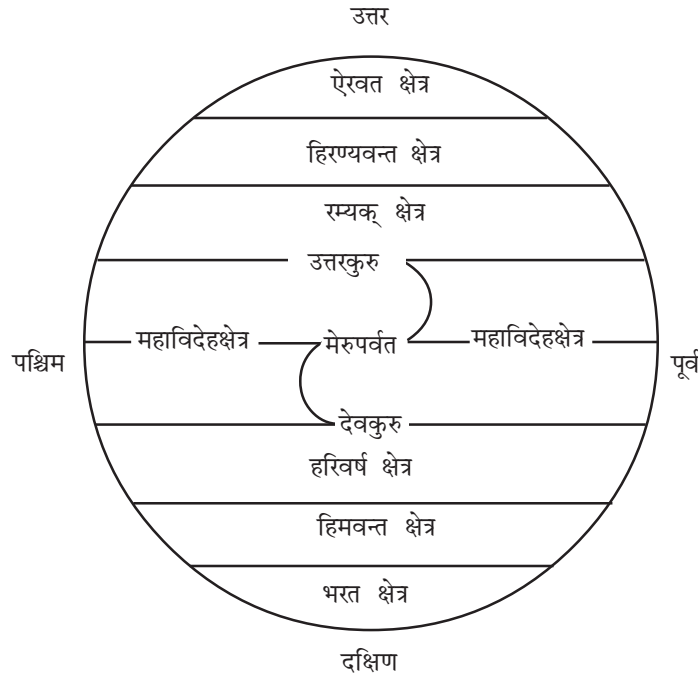 उत्तर
ऐरवत क्षेत्र
हिरण्यवन्त क्षेत्र
रम्यक् क्षेत्र
उत्तरकुरु
महाविदेहक्षेत्र मेरुपर्वत महाविदेहक्षेत्र
पश्चिम पूर्व
देवकुरु
हरिवर्ष क्षेत्र
हिमवन्त क्षेत्र
भरत क्षेत्र
दक्षिण